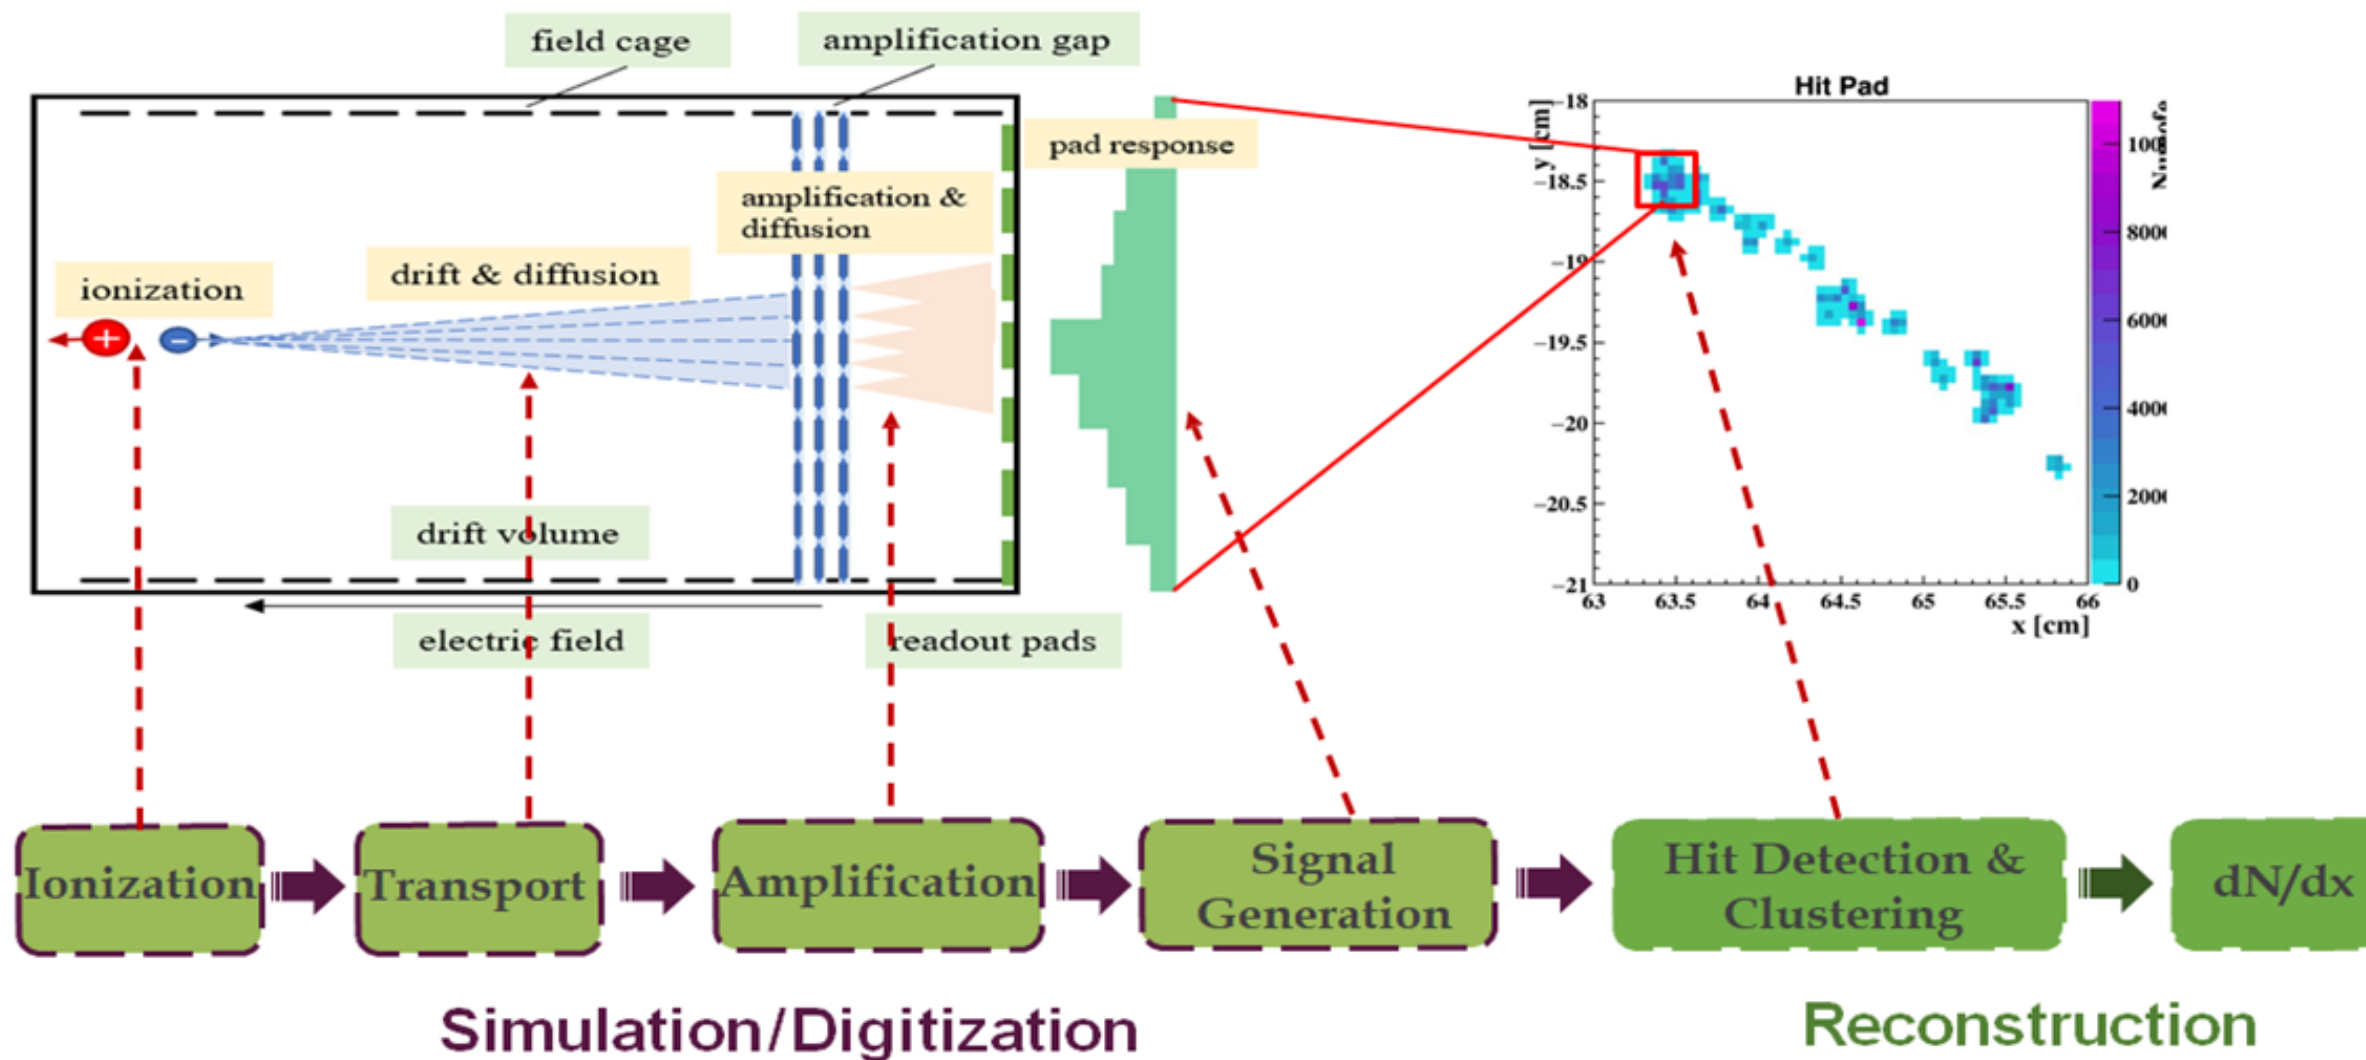 field cage
amplification gap
pad response
amplification &
diffusion
drift & diffusion
ionization
+
−
drift volume
electric field
readout pads
Hit Pad
y [cm]
−18
−18.5
−19
−19.5
−20
−20.5
−21
63
63.5
64
64.5
65
65.5
66
x [cm]
0
Ionization
Transport
Amplification
Signal
Generation
Hit Detection &
Clustering
dN/dx
Simulation/Digitization
Reconstruction